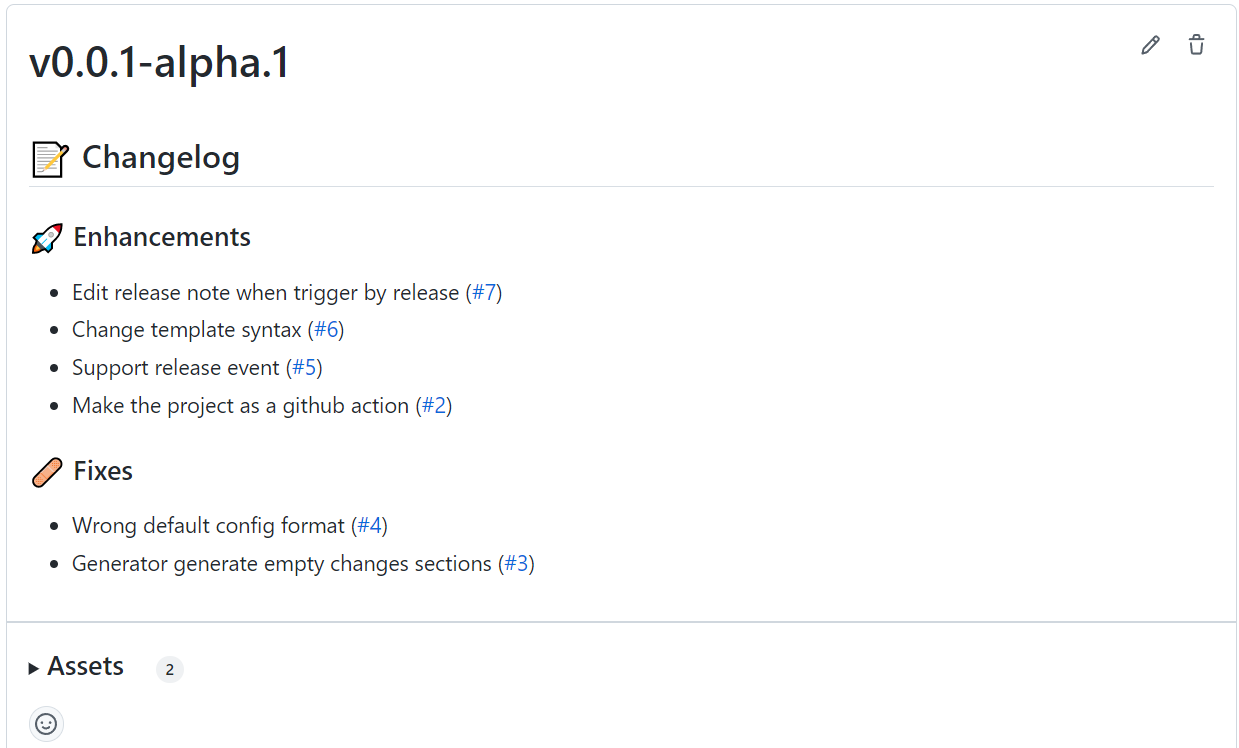 v0.0.1-alpha.1
📝 Changelog
🚀 Enhancements
• Edit release note when trigger by release (#7)
• Change template syntax (#6)
• Support release event (#5)
• Make the project as a github action (#2)
🩹 Fixes
• Wrong default config format (#4)
• Generator generate empty changes sections (#3)
Assets 2